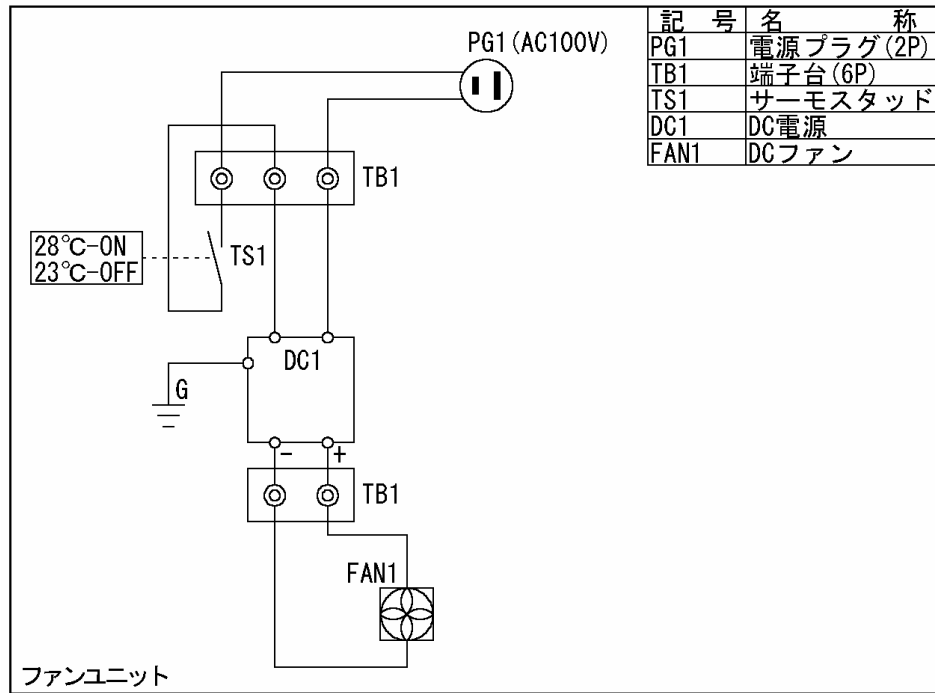 記 号 名 称
PG1 電源プラグ(2P)
TB1 端子台(6P)
TS1 サーモスタッド
DC1 DC電源
FAN1 DCファン
PG1(AC100V)
TB1
28℃-ON
23℃-OFF
TS1
DC1
G
- +
TB1
FAN1
ファンユニット